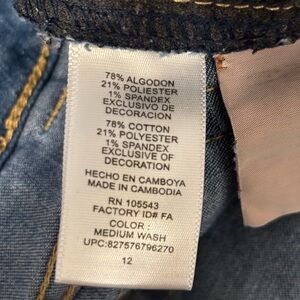 78% ALGODON
21% POLIESTER
1% SPANDEX
EXCLUSIVO DE
DECORACION
78% COTTON
21% POLYESTER
1% SPANDEX
EXCLUSIVE OF
DECORATION
HECHO EN CAMBOYA
MADE IN CAMBODIA
RN 105543
FACTORY ID# FA
COLOR :
MEDIUM WASH
UPC:827576796270
12